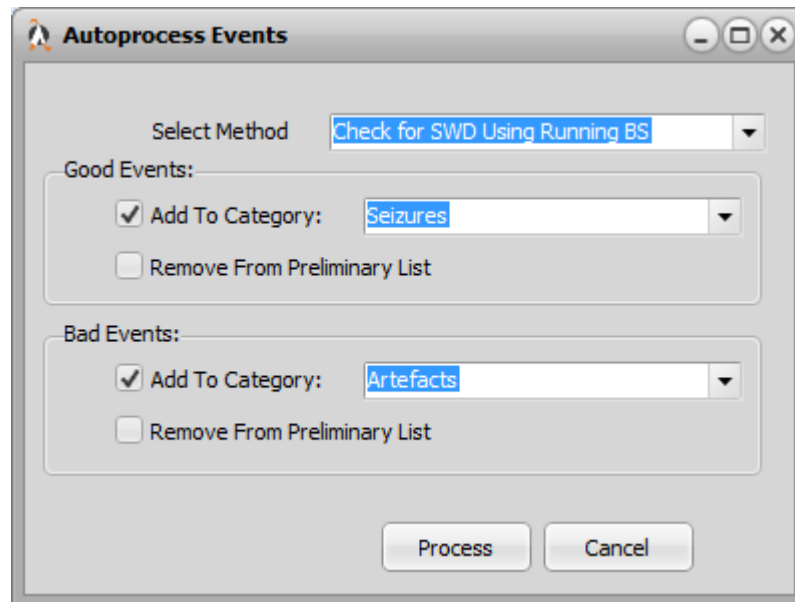 Autoprocess Events
Select Method Check for SWD Using Running BS
Good Events:
Add To Category: Seizures
Remove From Preliminary List
Bad Events:
Add To Category: Artefacts
Remove From Preliminary List
Process Cancel